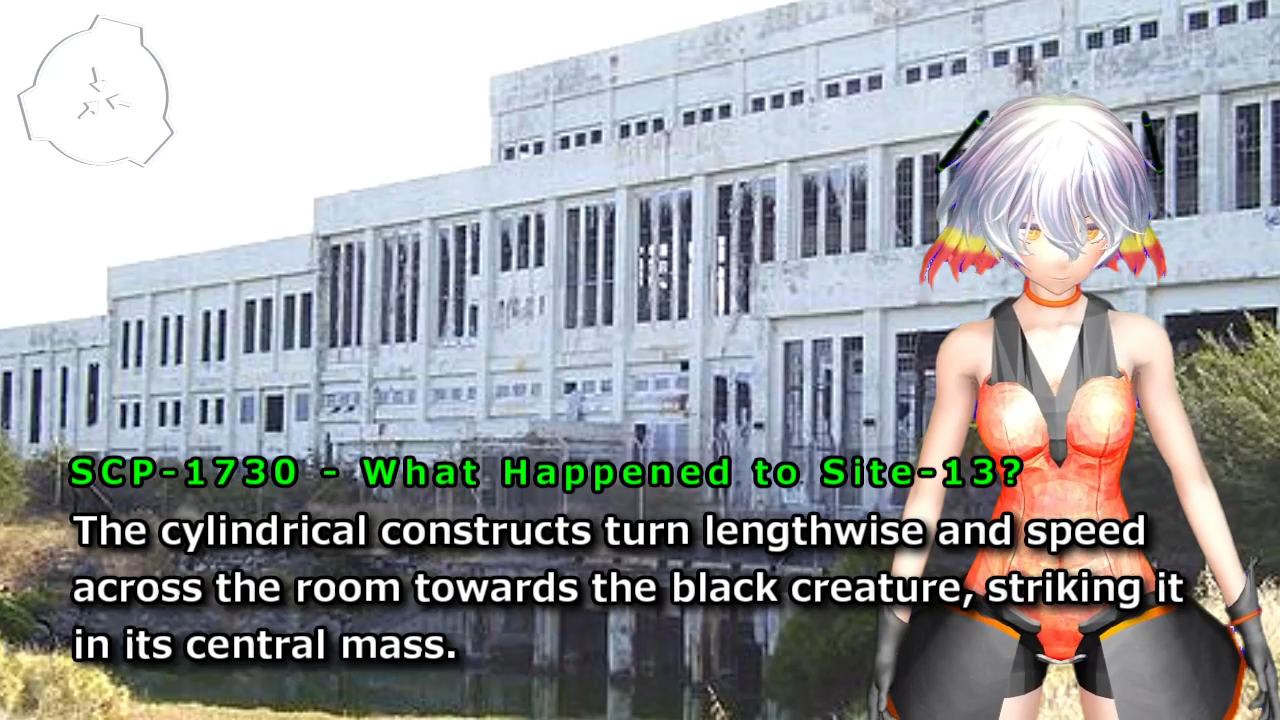 SCP-1730 - What Happened to Site-13?
The cylindrical constructs turn lengthwise and speed
across the room towards the black creature, striking it
in its central mass.